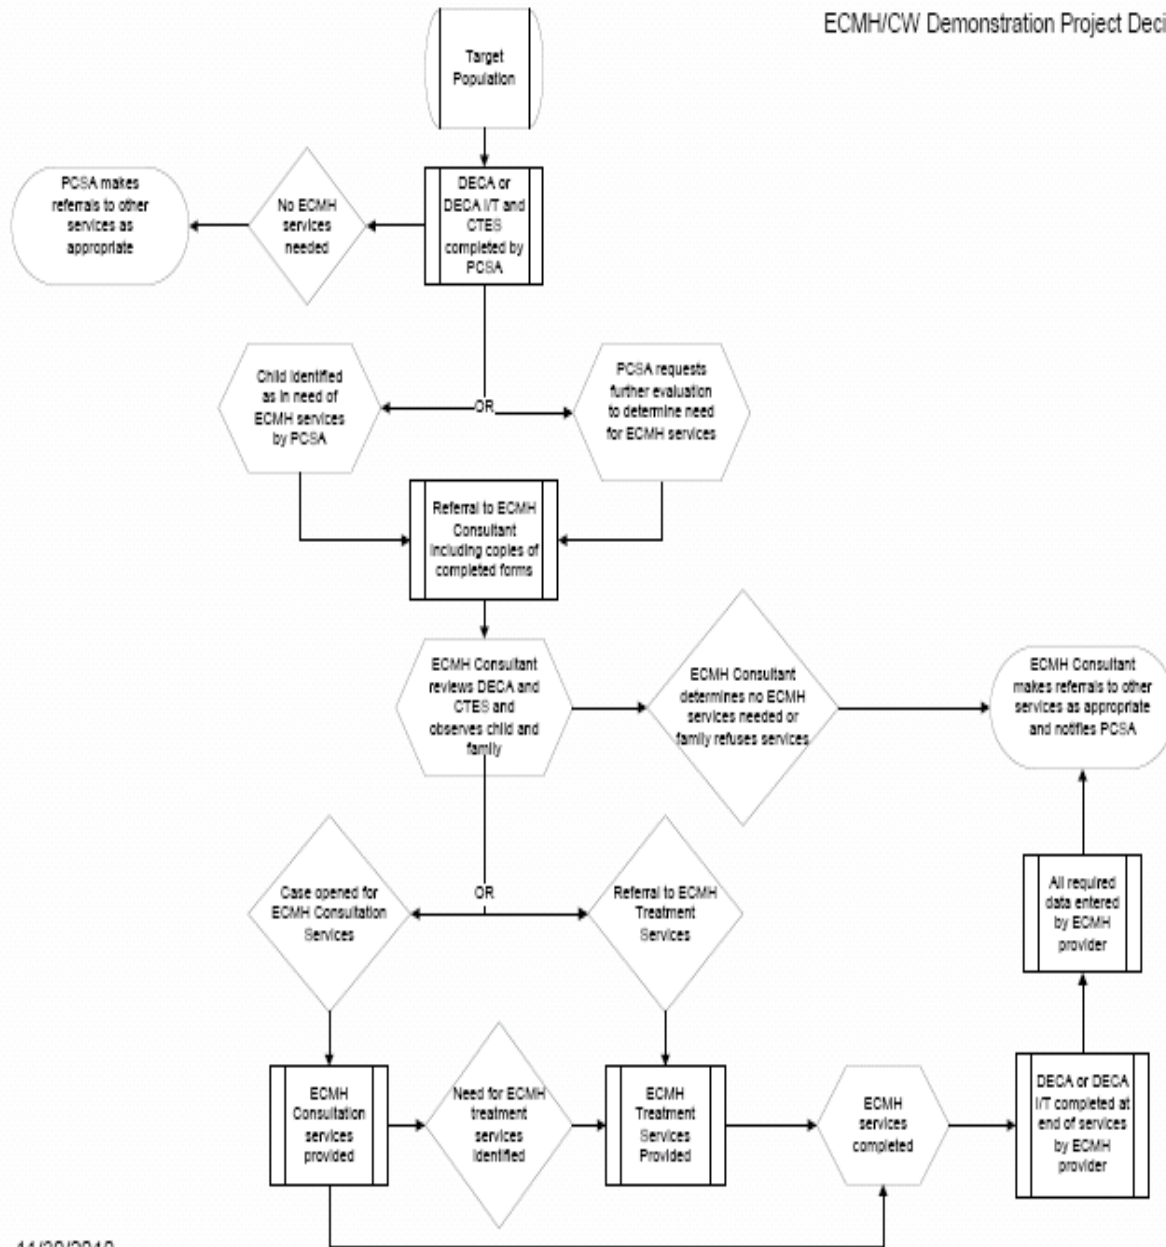 ECMH/CW Demonstration Project Deci
Target
Population
PCSA makes
referrals to other
services as
appropriate
No ECMH
services
needed
DECA or
DECA I/T and
CTES
completed by
PCSA
Child identified
as in need of
ECMH services
by PCSA
OR
PCSA requests
further evaluation
to determine need
for ECMH services
Referral to ECMH
Consultant
including copies of
completed forms
ECMH Consultant
reviews DECA and
CTES and
observes child and
family
ECMH Consultant
determines no ECMH
services needed or
family refuses services
ECMH Consultant
makes referrals to other
services as appropriate
and notifies PCSA
Case opened for
ECMH Consultation
Services
OR
Referral to ECMH
Treatment
Services
All required
data entered
by ECMH
provider
ECMH
Consultation
services
provided
Need for ECMH
treatment
services
identified
ECMH
Treatment
Services
Provided
ECMH
services
completed
DECA or DECA
I/T completed at
end of services
by ECMH
provider